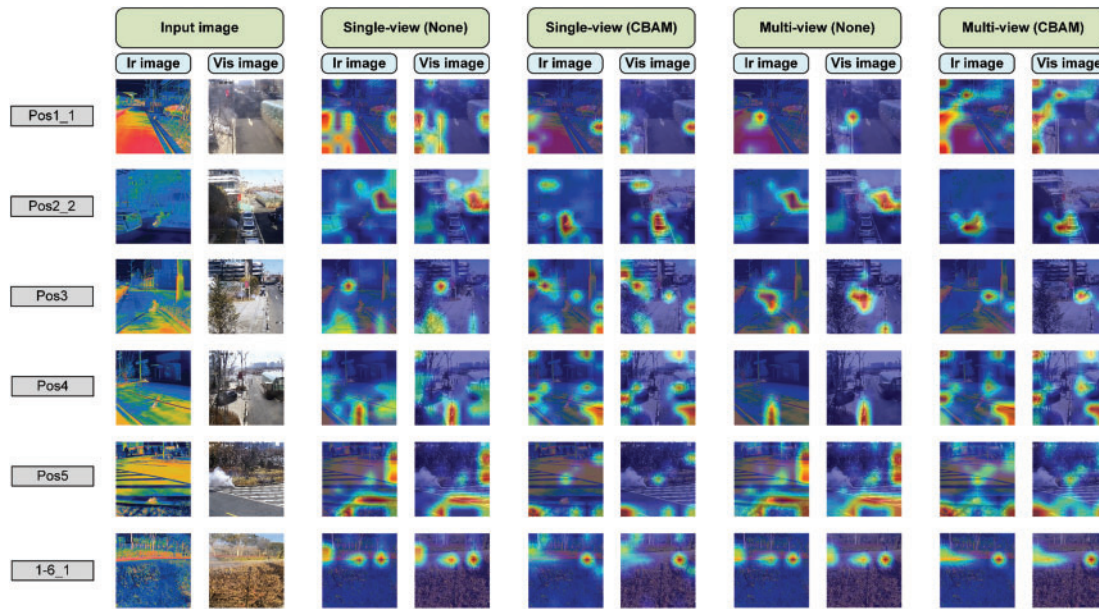 Input image Single-view (None) Single-view (CBAM) Multi-view (None) Multi-view (CBAM)
Ir image Vis image Ir image Vis image Ir image Vis image Ir image Vis image Ir image Vis image
Pos1_1
Pos2_2
Pos3
Pos4
Pos5
1-6_1